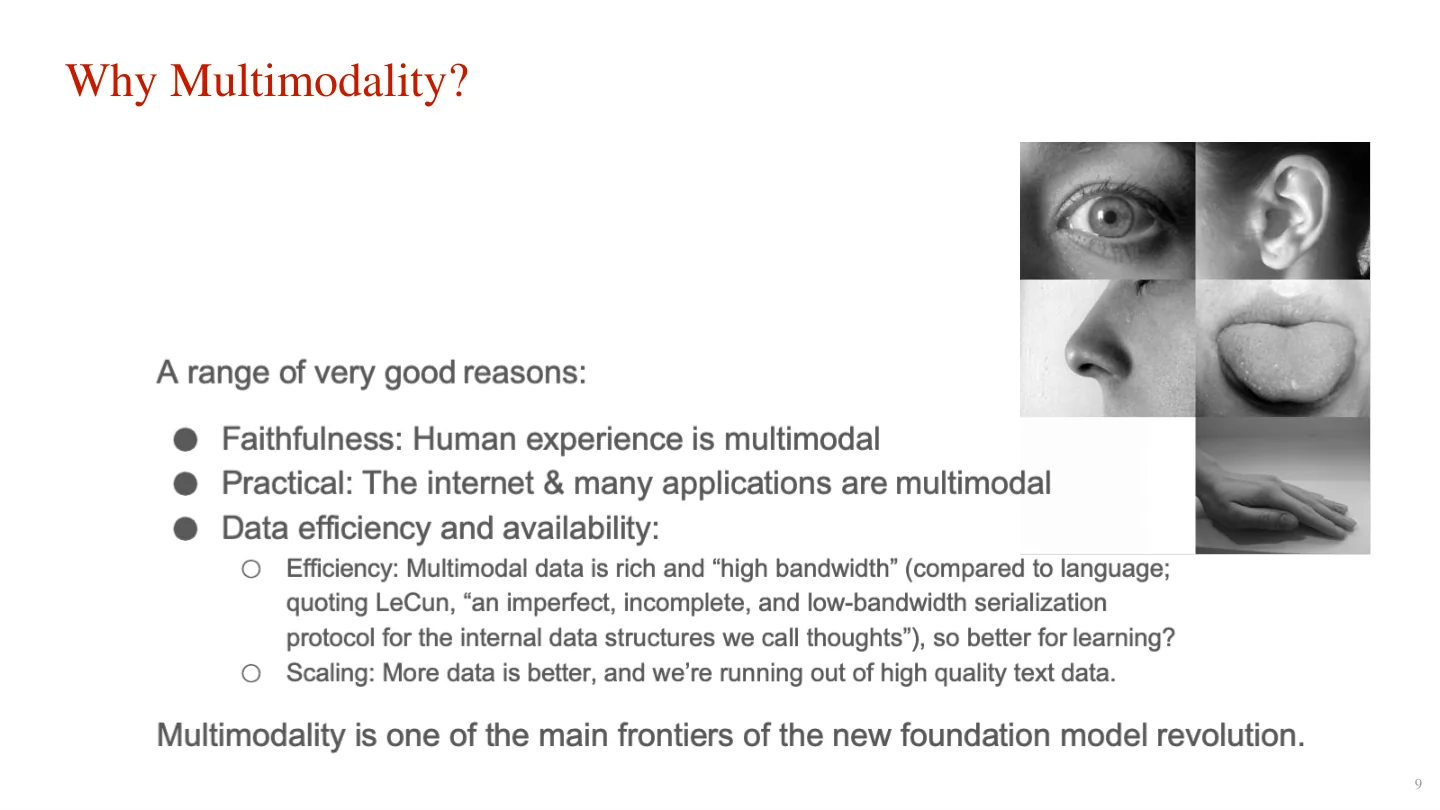 Why Multimodality?
A range of very good reasons:
● Faithfulness: Human experience is multimodal
● Practical: The internet & many applications are multimodal
● Data efficiency and availability:
○ Efficiency: Multimodal data is rich and “high bandwidth” (compared to language;
quoting LeCun, “an imperfect, incomplete, and low-bandwidth serialization
protocol for the internal data structures we call thoughts”), so better for learning?
○ Scaling: More data is better, and we’re running out of high quality text data.
Multimodality is one of the main frontiers of the new foundation model revolution.
9